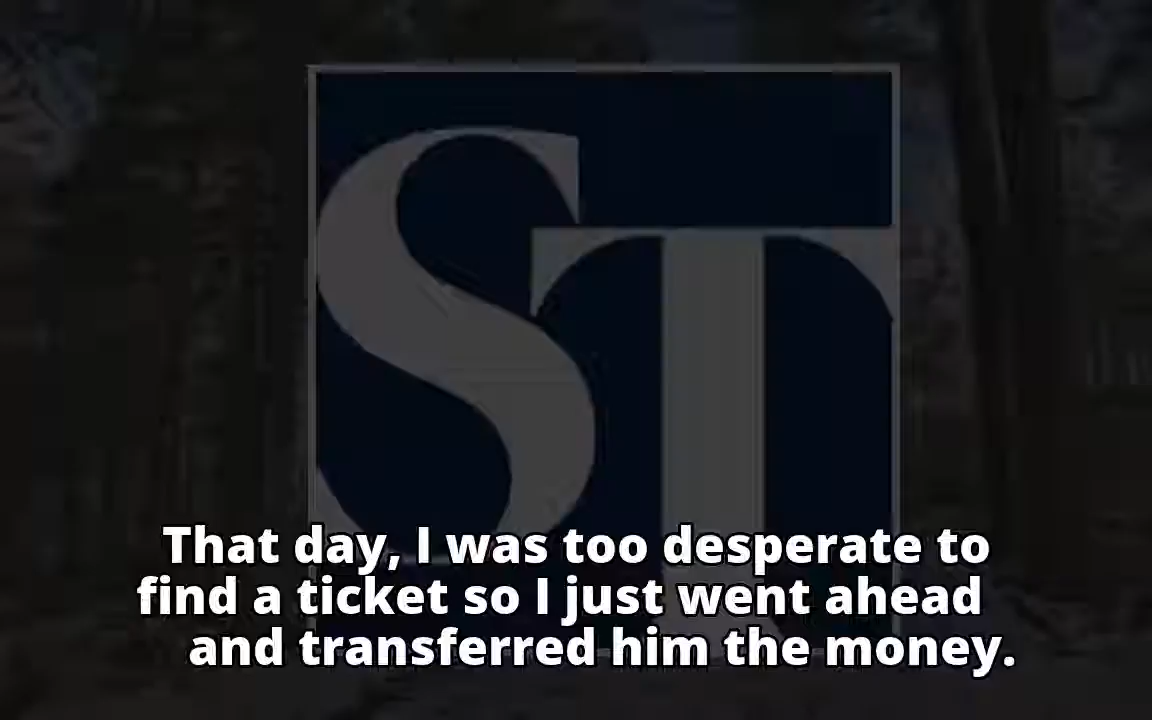 ST
That day, I was too desperate to
find a ticket so I just went ahead
and transferred him the money.